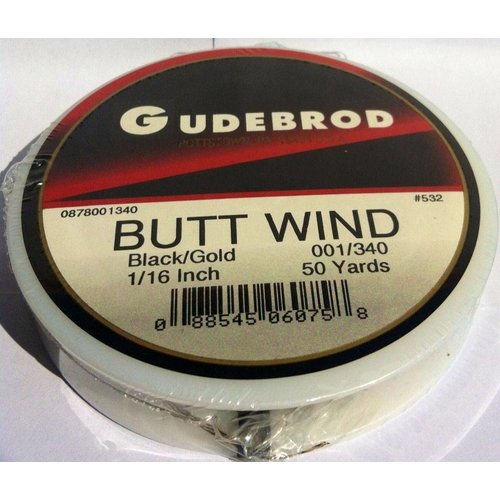 GUDEBROD
0878001340
#532
BUTT WIND
Black/Gold 001/340
1/16 Inch 50 Yards
0 88545 06075 8